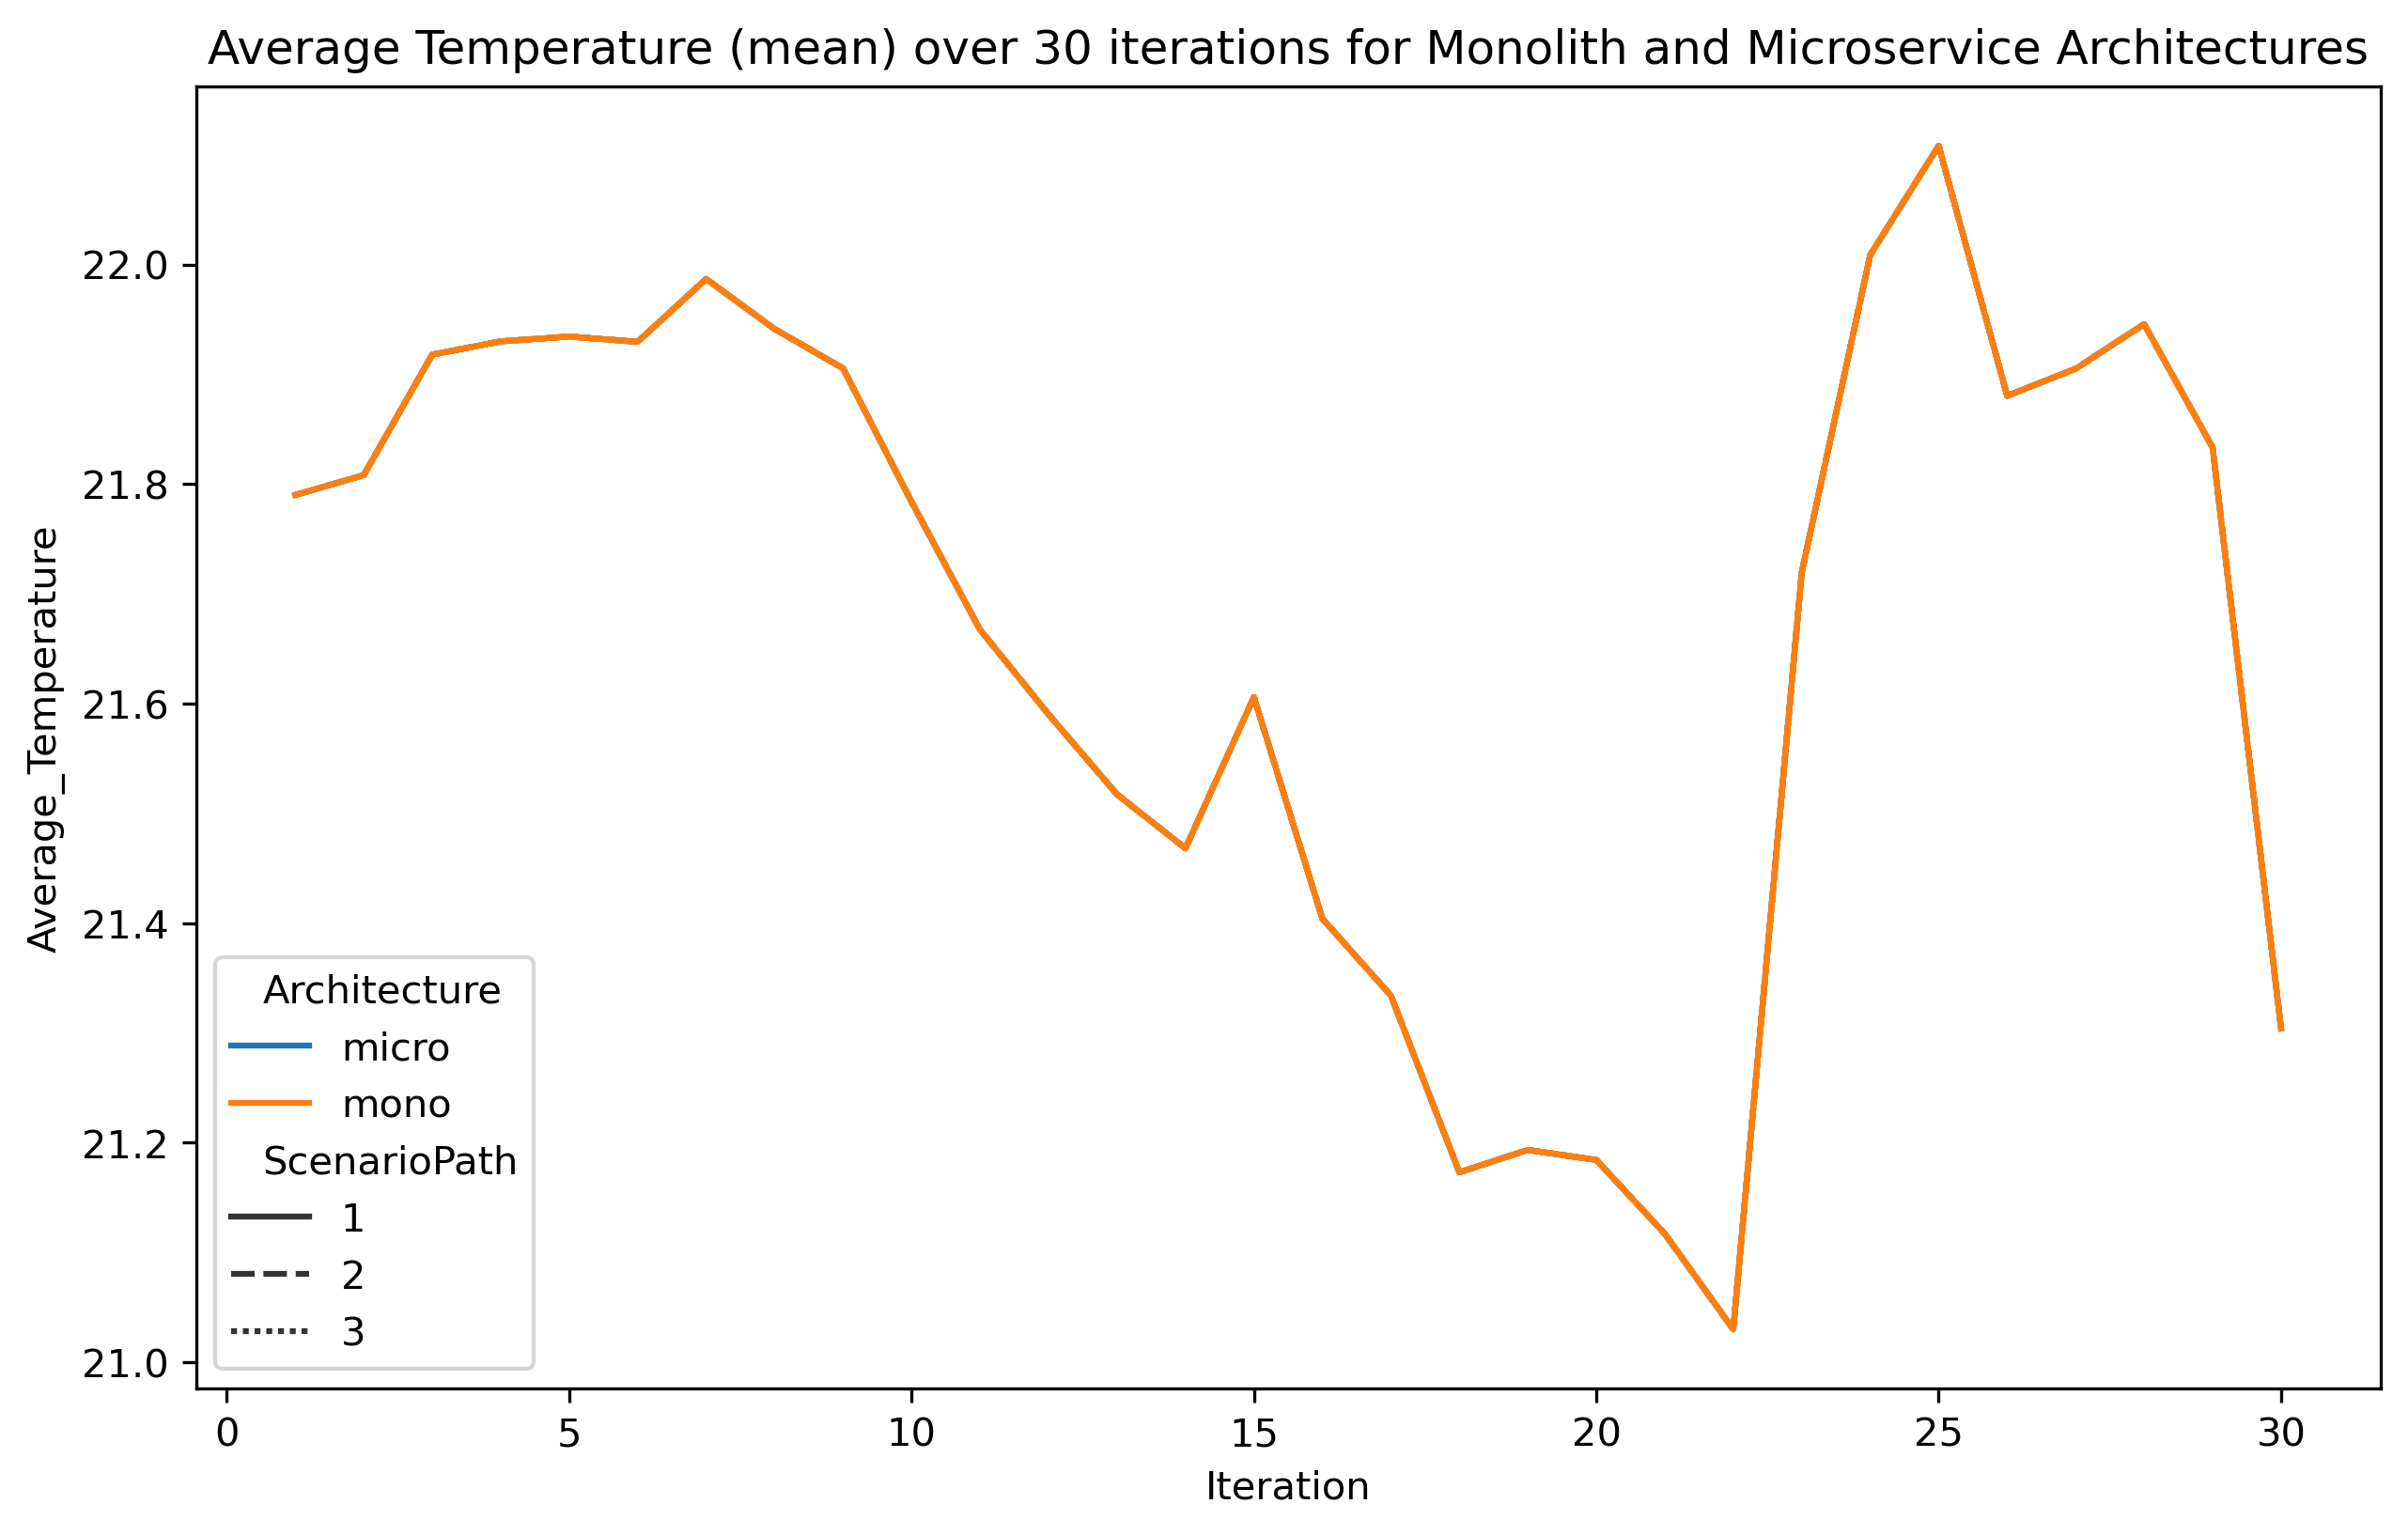 Average Temperature (mean) over 30 iterations for Monolith and Microservice Architectures
22.0
21.8
21.6
21.4
21.2
21.0
Average_Temperature
Architecture
micro
mono
ScenarioPath
1
2
3
0 5 10 15 20 25 30
Iteration